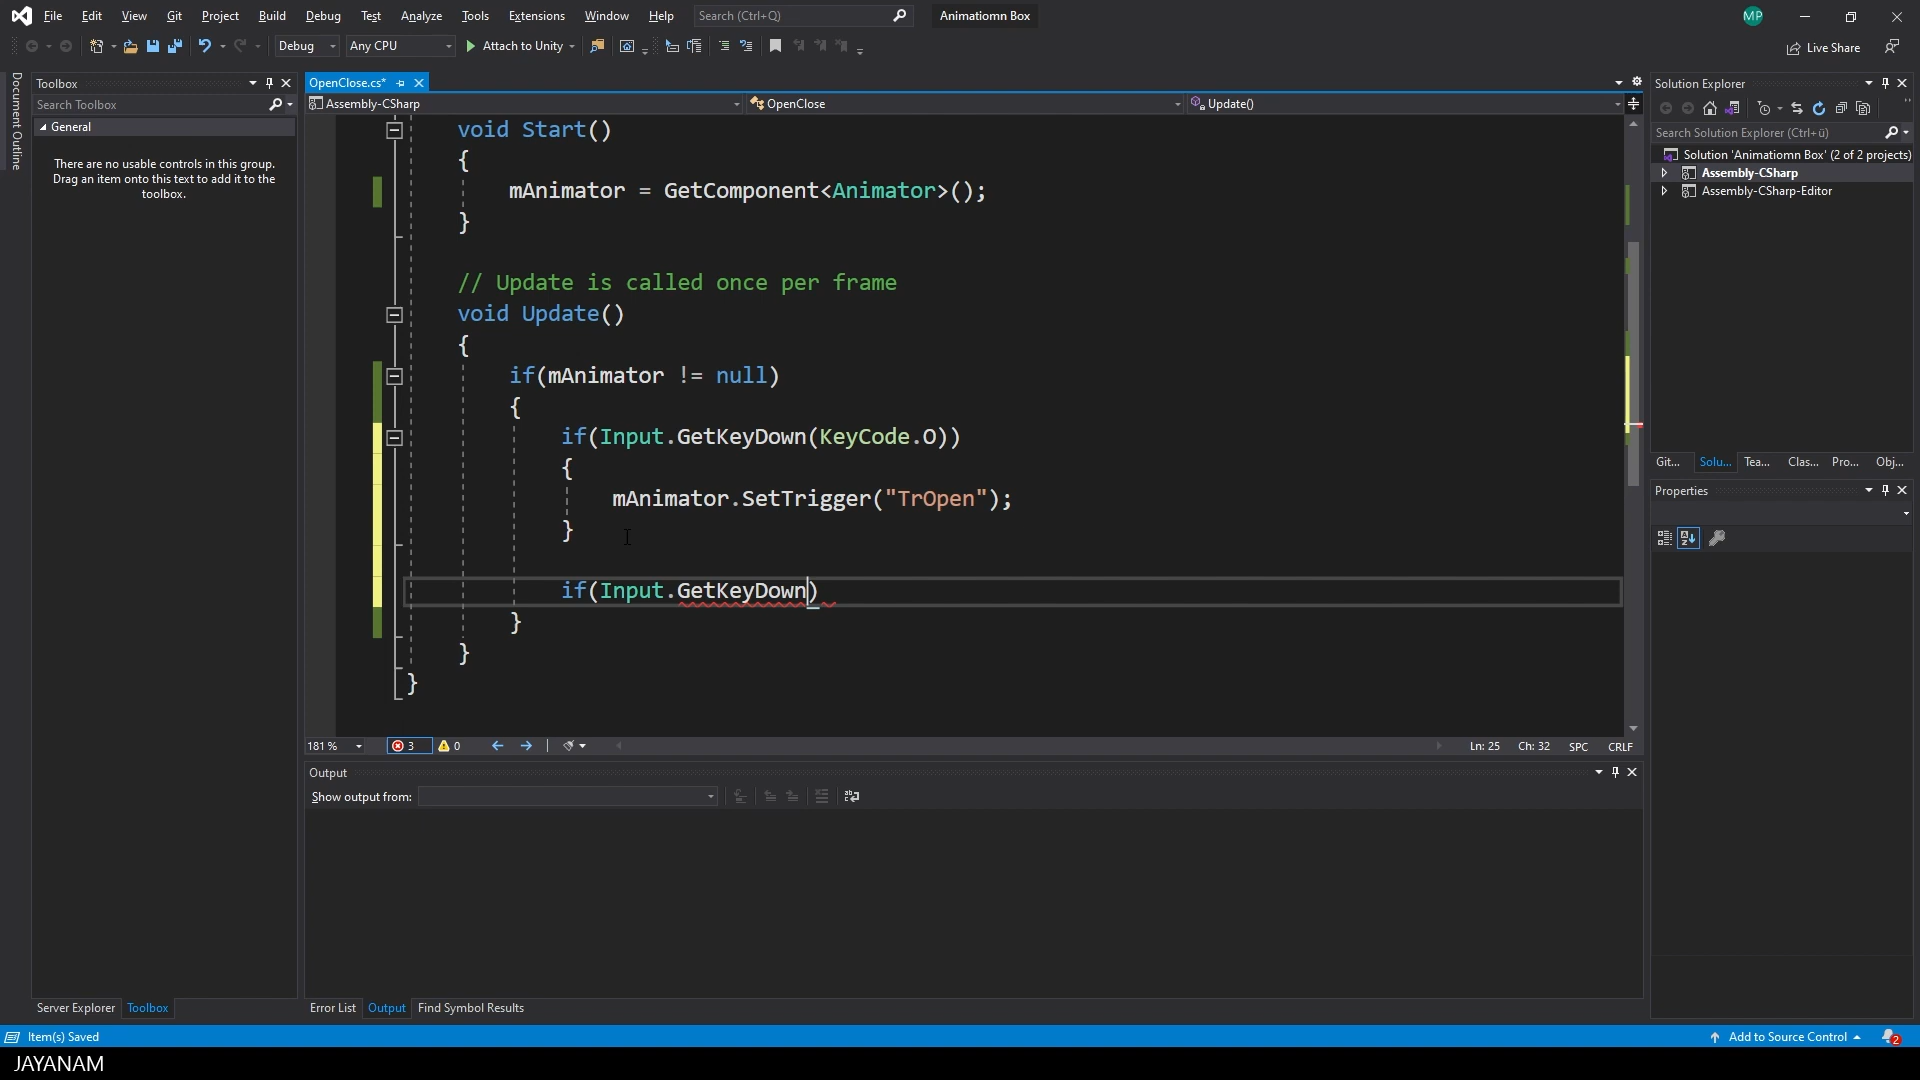 File Edit View Git Project Build Debug Test Analyze Tools Extensions Window Help Search (Ctrl+Q) Animatiomn Box MP
Debug Any CPU Attach to Unity Live Share
Document Outline
Toolbox
Search Toolbox
General
There are no usable controls in this group.
Drag an item onto this text to add it to the
toolbox.
OpenClose.cs*
Assembly-CSharp OpenClose Update()
void Start()
{
mAnimator = GetComponent<Animator>();
}
// Update is called once per frame
void Update()
{
if(mAnimator != null)
{
if(Input.GetKeyDown(KeyCode.O))
{
mAnimator.SetTrigger("TrOpen");
}
if(Input.GetKeyDown)
}
}
}
181 % 3 0 Ln: 25 Ch: 32 SPC CRLF
Output
Show output from:
Error List Output Find Symbol Results
Server Explorer Toolbox
Solution Explorer
Search Solution Explorer (Ctrl+ü)
Solution 'Animatiomn Box' (2 of 2 projects)
Assembly-CSharp
Assembly-CSharp-Editor
Git... Solu... Tea... Clas... Pro... Obj...
Properties
Item(s) Saved Add to Source Control 2
JAYANAM